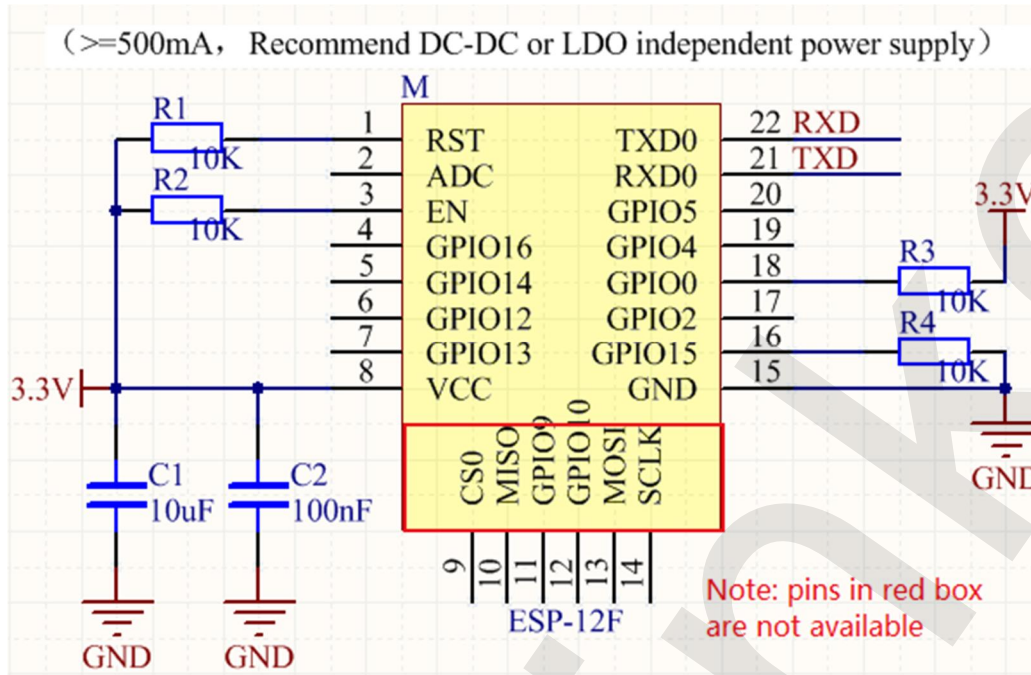 （>=500mA， Recommend DC-DC or LDO independent power supply）
M
R1
10K
R2
10K
1 RST
2 ADC
3 EN
4 GPIO16
5 GPIO14
6 GPIO12
7 GPIO13
8 VCC
TXD0 22 RXD
RXD0 21 TXD
GPIO5 20
GPIO4 19
GPIO0 18
GPIO2 17
GPIO15 16
GND 15
3.3V
R3
10K
R4
10K
GND
3.3V
C1
10uF
C2
100nF
GND
GND
CS0
MISO
GPIO9
GPIO10
MOSI
SCLK
9
10
11
12
13
14
ESP-12F
Note: pins in red box
are not available